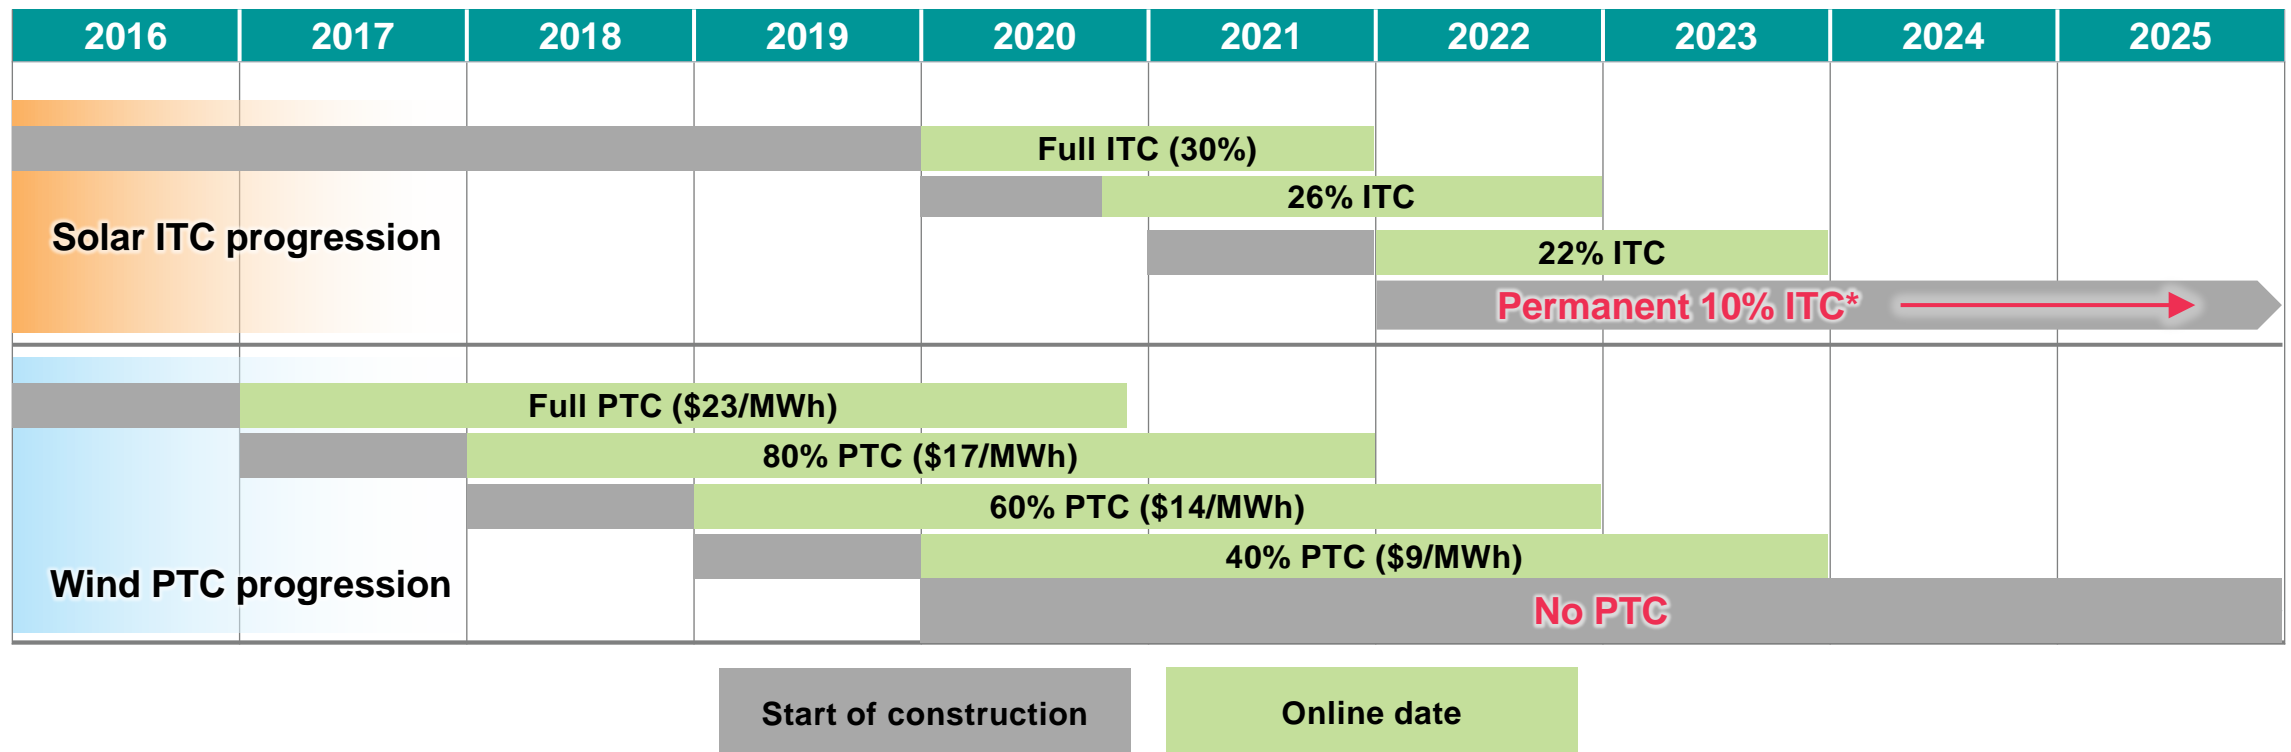 2016 2017 2018 2019 2020 2021 2022 2023 2024 2025
Full ITC (30%)
26% ITC
Solar ITC progression
22% ITC
Permanent 10% ITC*
Full PTC ($23/MWh)
80% PTC ($17/MWh)
60% PTC ($14/MWh)
40% PTC ($9/MWh)
Wind PTC progression
No PTC
Start of construction
Online date